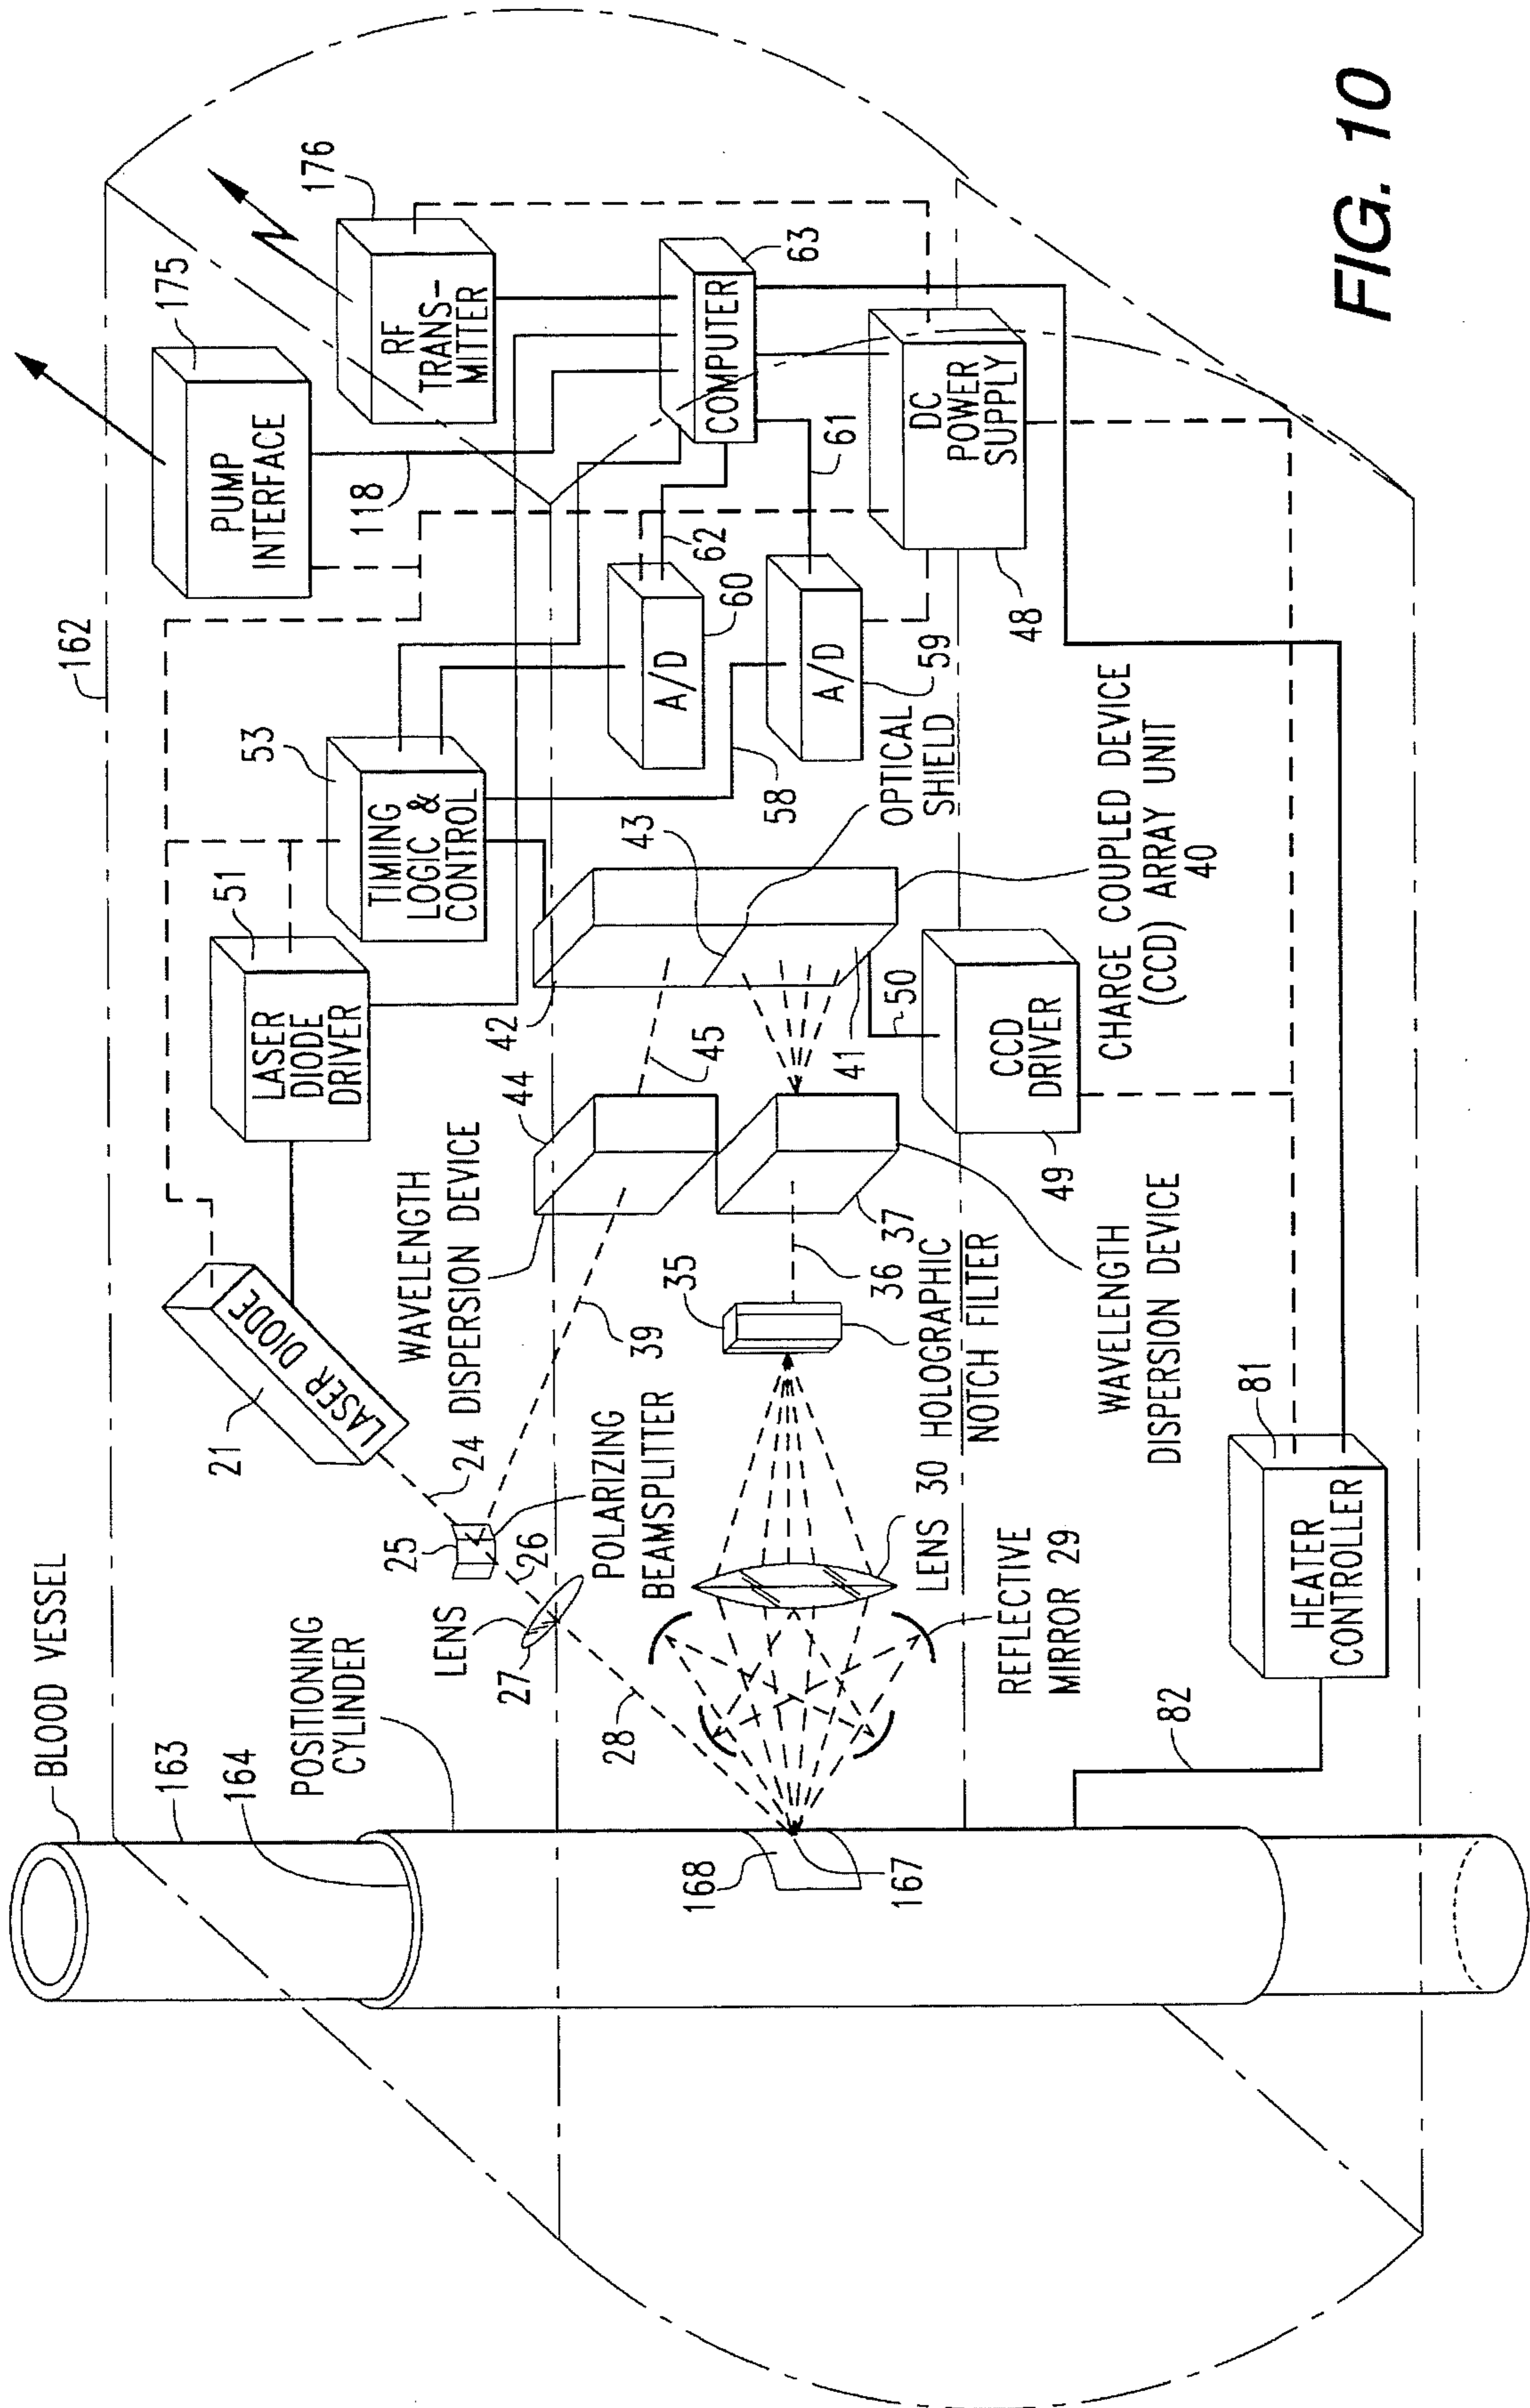 FIG. 10
BLOOD VESSEL
163
164
POSITIONING
CYLINDER
162
175
PUMP
INTERFACE
118
176
RF
TRANS-
MITTER
63
COMPUTER
53
TIMIING
LOGIC &
CONTROL
51
LASER
DIODE
DRIVER
21
LASER DIODE
24
25
26
POLARIZING
BEAMSPLITTER
LENS
27
28
39
WAVELENGTH
DISPERSION DEVICE
44
45
42
43
41
OPTICAL
SHIELD
58
A/D
60
62
A/D
59
61
DC
POWER
SUPPLY
48
CHARGE COUPLED DEVICE
(CCD) ARRAY UNIT
40
50
CCD
DRIVER
49
35
36
37
HOLOGRAPHIC
NOTCH FILTER
WAVELENGTH
DISPERSION DEVICE
LENS 30
REFLECTIVE
MIRROR 29
168
167
81
HEATER
CONTROLLER
82